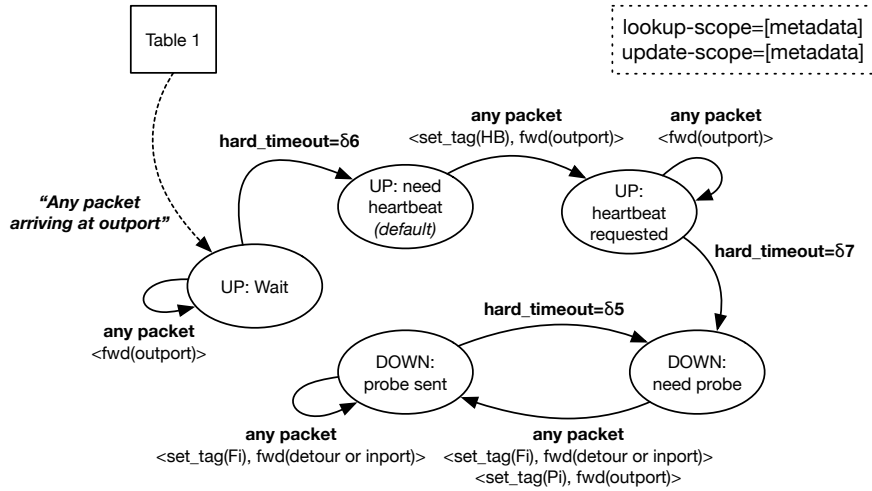 Table 1
lookup-scope=[metadata]
update-scope=[metadata]
any packet
<set_tag(HB), fwd(outport)>
any packet
<fwd(outport)>
hard_timeout=δ6
UP: need
heartbeat
(default)
UP:
heartbeat
requested
“Any packet
arriving at outport”
hard_timeout=δ7
UP: Wait
hard_timeout=δ5
any packet
<fwd(outport)>
DOWN:
probe sent
DOWN:
need probe
any packet
<set_tag(Fi), fwd(detour or inport)>
any packet
<set_tag(Fi), fwd(detour or inport)>
<set_tag(Pi), fwd(outport)>